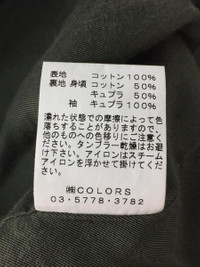 表地 コットン100%
裏地 身頃 コットン 50%
キュプラ 50%
袖 キュプラ100%
濡れた状態での摩擦によって色
落ちすることがありますので、
他のものへの色移りにご注意く
ださい。タンブラー乾燥はお避
け下さい。アイロンはスチーム
アイロンを浮かせて掛けてくだ
さい。
㈱COLORS
03-5778-3782